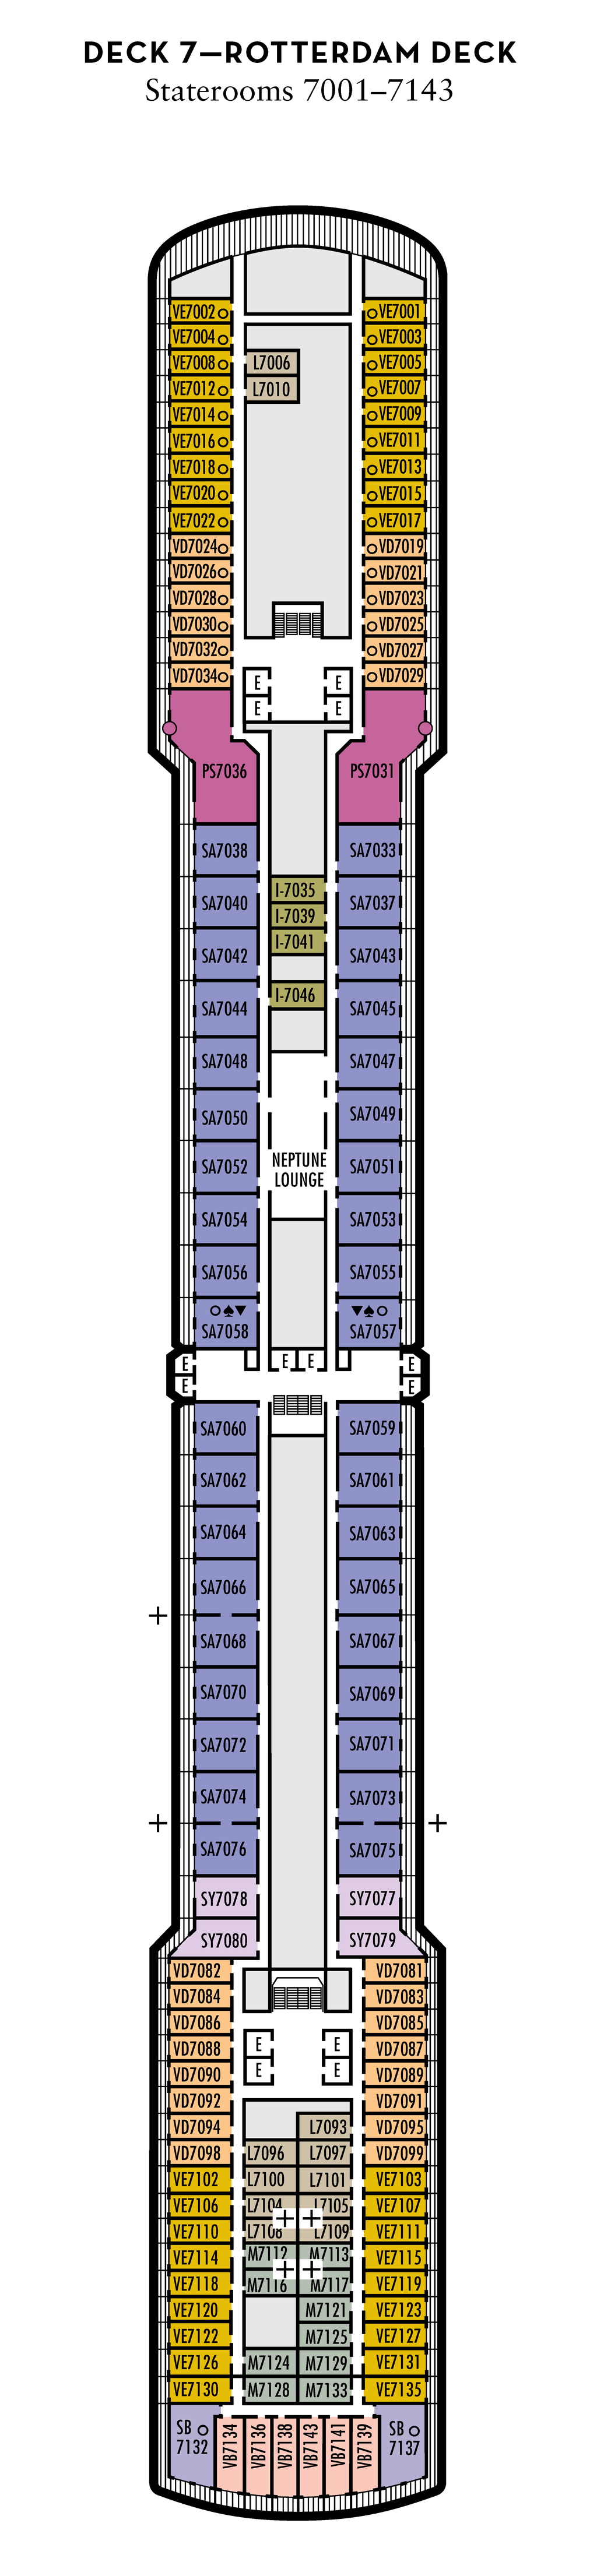 DECK 7—ROTTERDAM DECK
Staterooms 7001–7143
VE7002 VE7001
VE7004 VE7003
VE7008 L7006 VE7005
VE7012 L7010 VE7007
VE7014 VE7009
VE7016 VE7011
VE7018 VE7013
VE7020 VE7015
VE7022 VE7017
VD7024 VD7019
VD7026 VD7021
VD7028 VD7023
VD7030 VD7025
VD7032 VD7027
VD7034 VD7029
E E
E E
PS7036 PS7031
SA7038 SA7033
I-7035
SA7040 SA7037
I-7039
I-7041
SA7042 SA7043
I-7046
SA7044 SA7045
SA7048 SA7047
SA7050 SA7049
NEPTUNE
SA7052 SA7051
LOUNGE
SA7054 SA7053
SA7056 SA7055
SA7058 SA7057
E E E E
E E
SA7060 SA7059
SA7062 SA7061
SA7064 SA7063
SA7066 SA7065
SA7068 SA7067
SA7070 SA7069
SA7072 SA7071
SA7074 SA7073
SA7076 SA7075
SY7078 SY7077
SY7080 SY7079
VD7082 VD7081
VD7084 VD7083
VD7086 VD7085
VD7088 E E VD7087
VD7090 E E VD7089
VD7092 VD7091
VD7094 L7093 VD7095
VD7098 L7096 L7097 VD7099
VE7102 L7100 L7101 VE7103
VE7106 L7104 L7105 VE7107
VE7110 L7108 L7109 VE7111
VE7114 M7112 M7113 VE7115
VE7118 M7116 M7117 VE7119
VE7120 M7121 VE7123
VE7122 M7125 VE7127
VE7126 M7124 M7129 VE7131
VE7130 M7128 M7133 VE7135
SB 7132 VB7134 VB7136 VB7138 VB7143 VB7141 VB7139 SB 7137